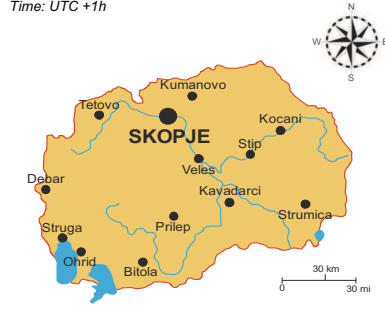 Time: UTC +1h
N
W
E
S
Kumanovo
Tetovo
SKOPJE
Kocani
Stip
Veles
Debar
Kavadarci
Strumica
Struga
Prilep
Ohrid
Bitola
30 km
0 30 mi